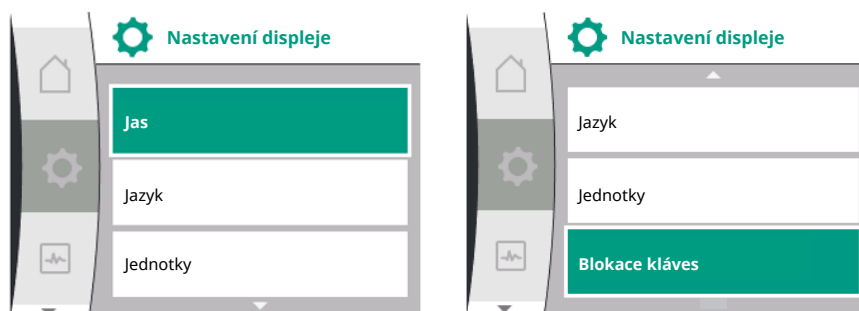 Nastavení displeje
Jas
Jazyk
Jednotky
Nastavení displeje
Jazyk
Jednotky
Blokace kláves